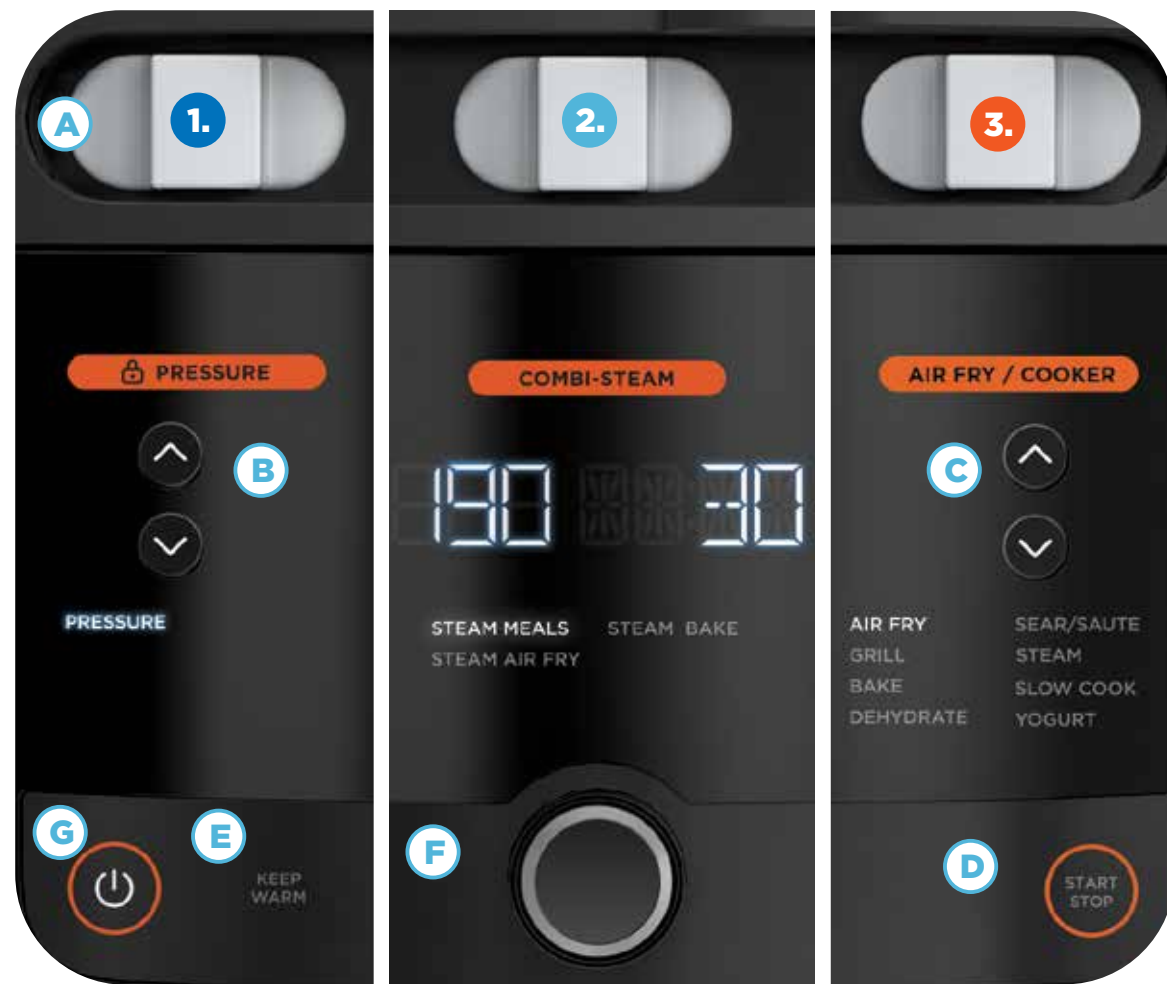 A
1.
2.
3.
PRESSURE
COMBI-STEAM
AIR FRY / COOKER
B
190
30
C
PRESSURE
STEAM MEALS
STEAM BAKE
STEAM AIR FRY
AIR FRY
SEAR/SAUTE
GRILL
STEAM
BAKE
SLOW COOK
DEHYDRATE
YOGURT
G
E
KEEP
WARM
F
D
START
STOP